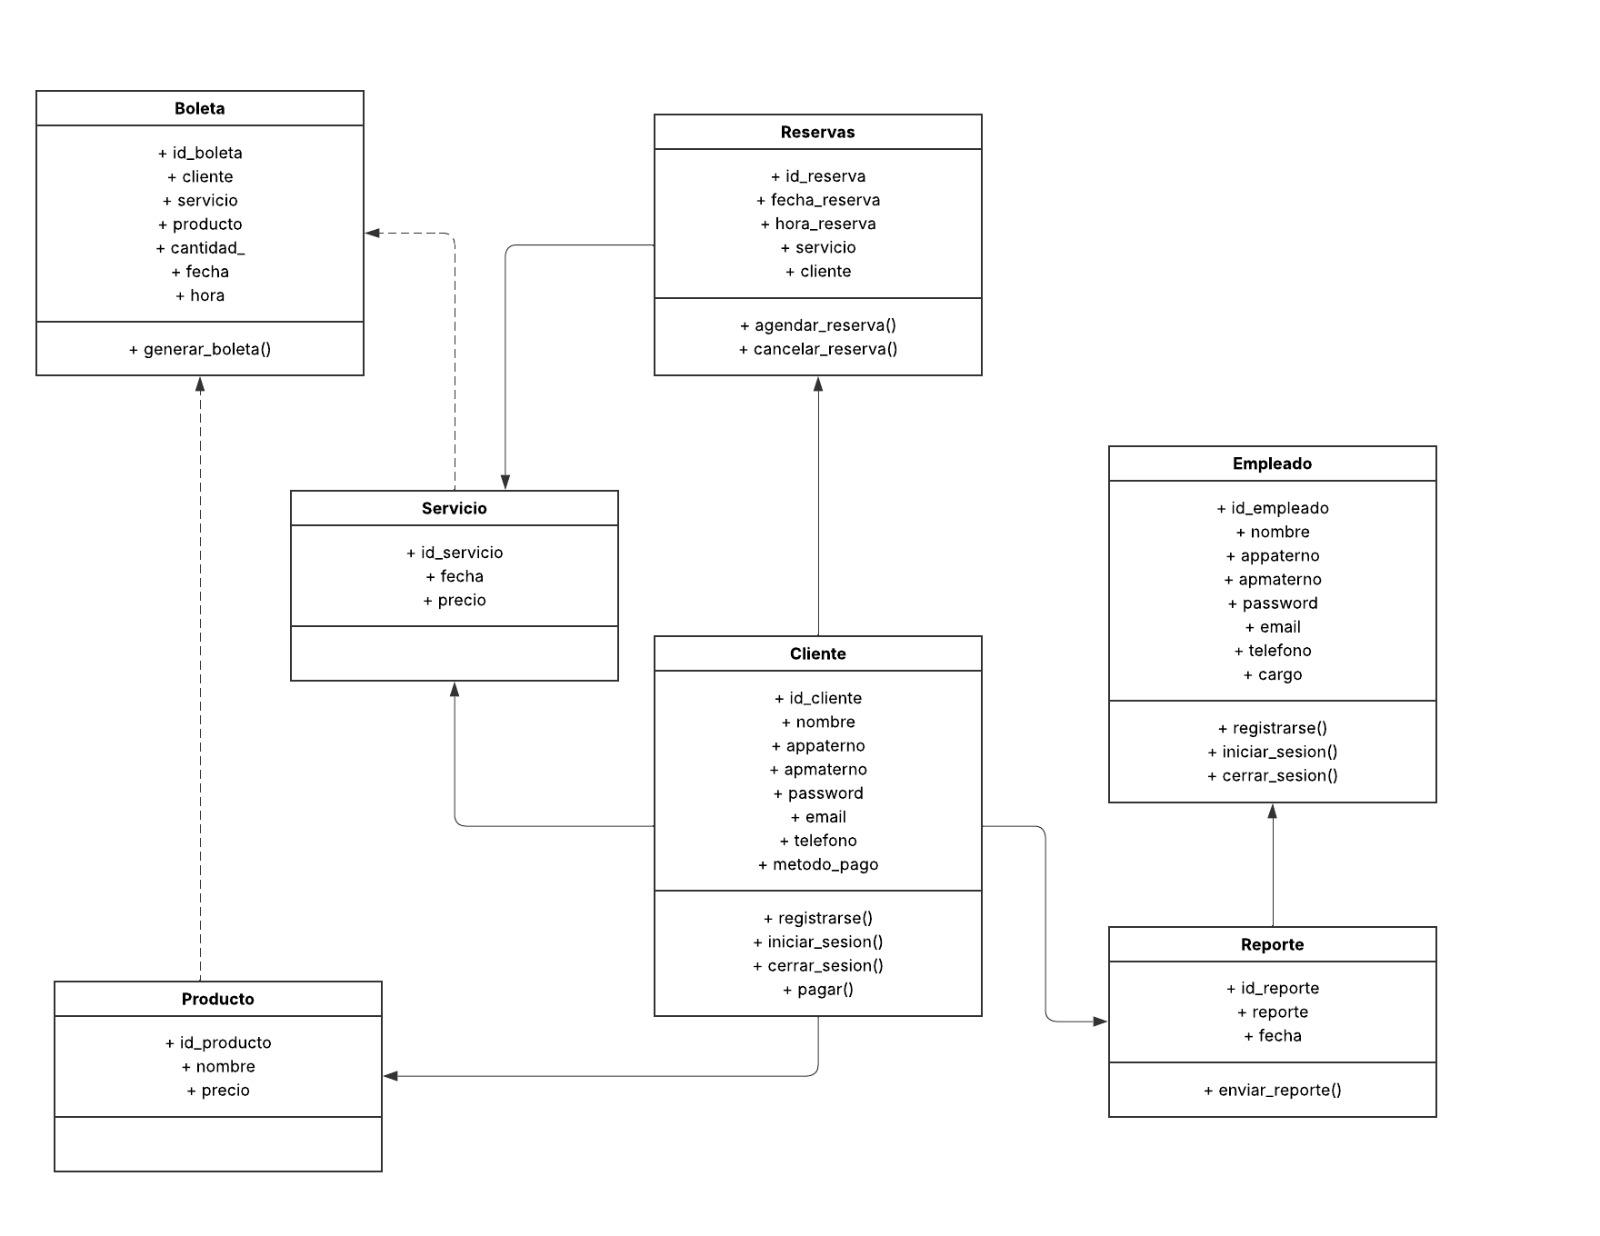 Boleta
+ id_boleta
+ cliente
+ servicio
+ producto
+ cantidad_
+ fecha
+ hora
+ generar_boleta()
Reservas
+ id_reserva
+ fecha_reserva
+ hora_reserva
+ servicio
+ cliente
+ agendar_reserva()
+ cancelar_reserva()
Servicio
+ id_servicio
+ fecha
+ precio
Cliente
+ id_cliente
+ nombre
+ appaterno
+ apmaterno
+ password
+ email
+ telefono
+ metodo_pago
+ registrarse()
+ iniciar_sesion()
+ cerrar_sesion()
+ pagar()
Empleado
+ id_empleado
+ nombre
+ appaterno
+ apmaterno
+ password
+ email
+ telefono
+ cargo
+ registrarse()
+ iniciar_sesion()
+ cerrar_sesion()
Reporte
+ id_reporte
+ reporte
+ fecha
+ enviar_reporte()
Producto
+ id_producto
+ nombre
+ precio